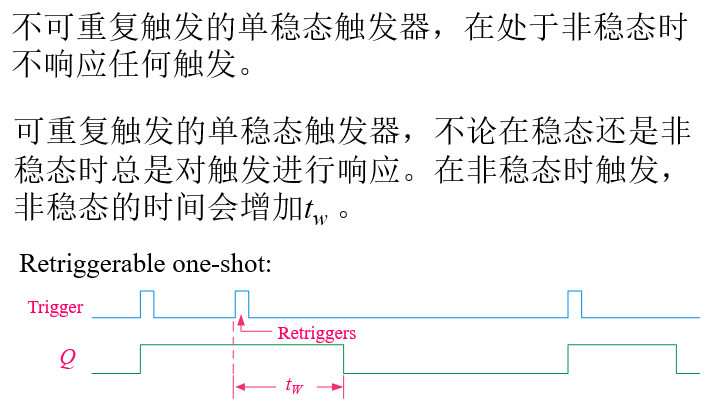 不可重复触发的单稳态触发器，在处于非稳态时
不响应任何触发。
可重复触发的单稳态触发器，不论在稳态还是非
稳态时总是对触发进行响应。在非稳态时触发，
非稳态的时间会增加tw 。
Retriggerable one-shot:
Trigger
Retriggers
Q
tW